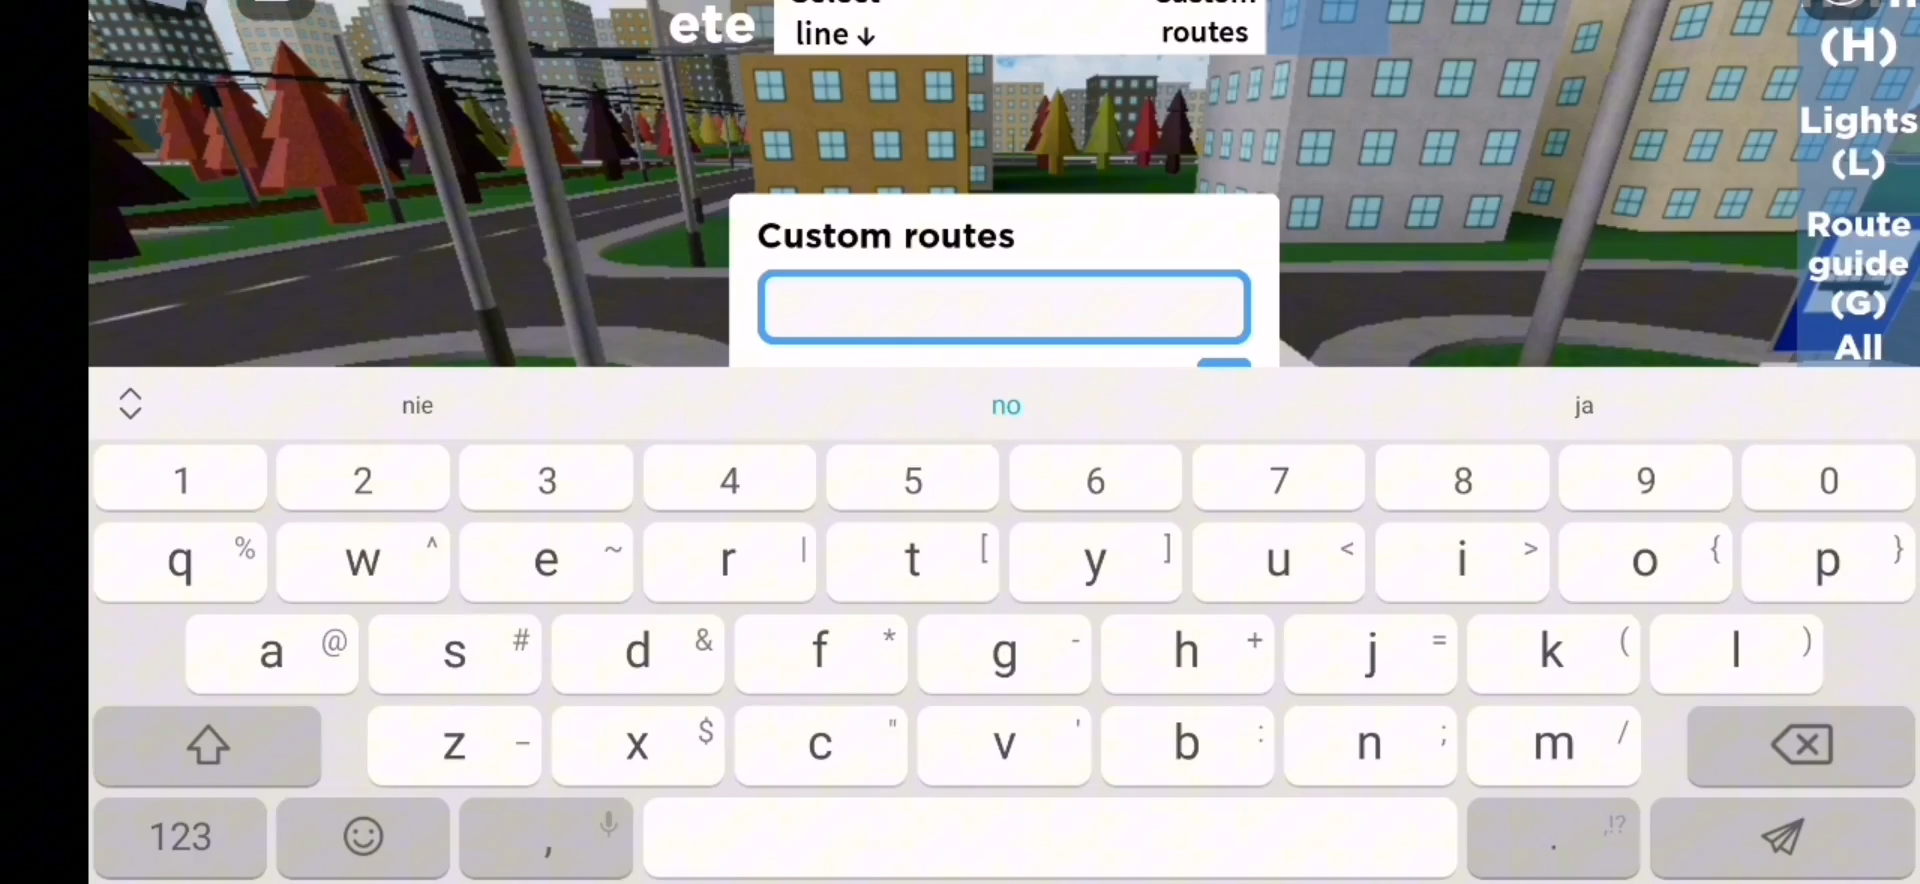 ete
line ↓
routes
(H)
Lights
(L)
Route
guide
(G)
All
Custom routes
nie no ja
1 2 3 4 5 6 7 8 9 0
q % w ^ e ~ r | t [ y ] u < i > o { p }
a @ s # d & f * g - h + j = k ( l )
z _ x $ c " v ' b : n ; m /
123 , . ,!?